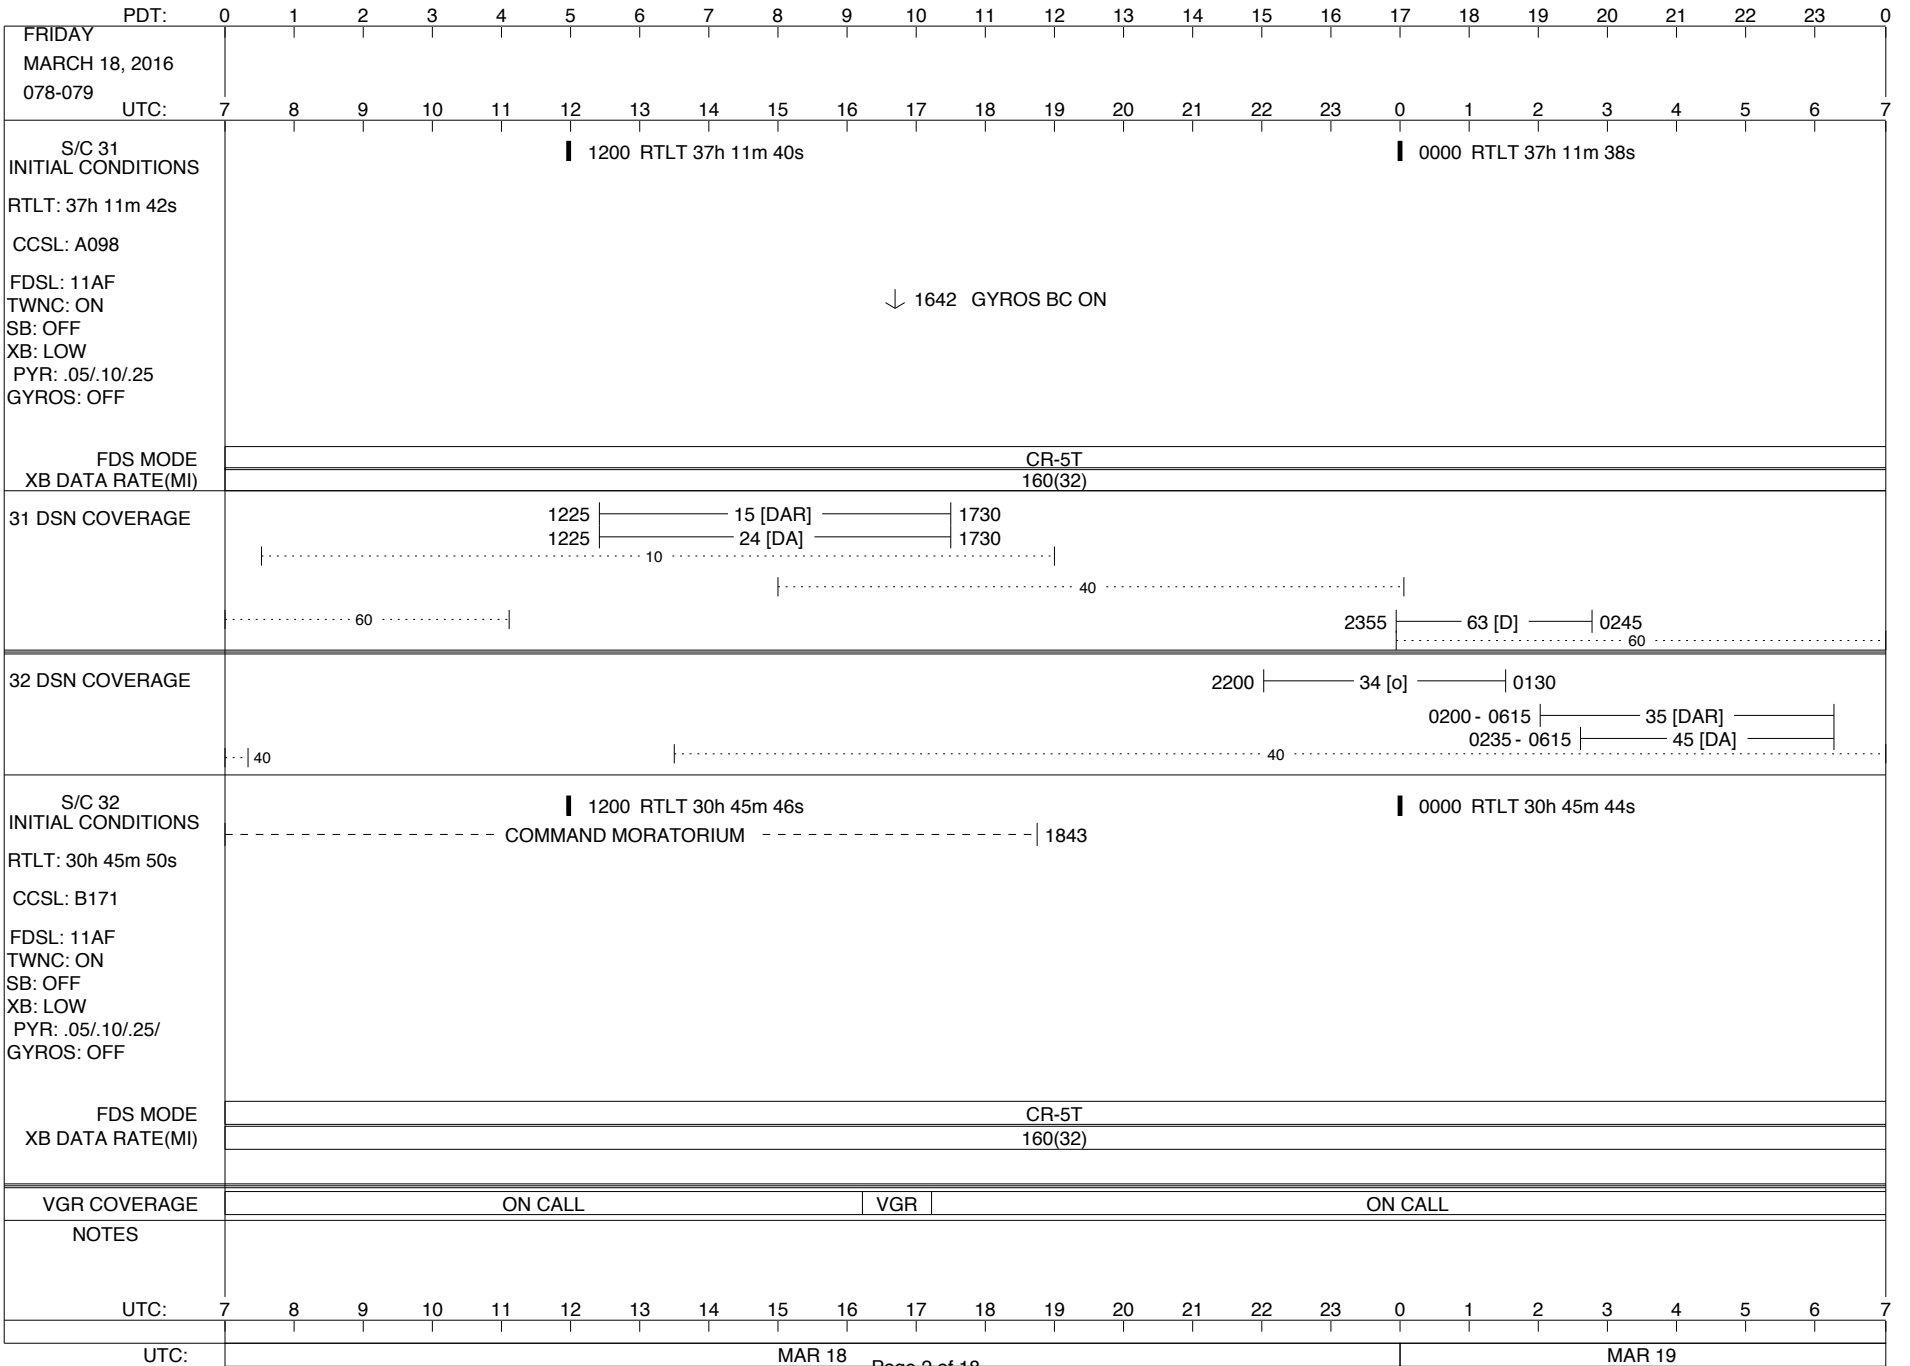 PDT: 0 1 2 3 4 5 6 7 8 9 10 11 12 13 14 15 16 17 18 19 20 21 22 23 0
FRIDAY
MARCH 18, 2016
078-079
UTC: 7 8 9 10 11 12 13 14 15 16 17 18 19 20 21 22 23 0 1 2 3 4 5 6 7
S/C 31
INITIAL CONDITIONS
1200 RTLT 37h 11m 40s
0000 RTLT 37h 11m 38s
RTLT: 37h 11m 42s
CCSL: A098
FDSL: 11AF
TWNC: ON
SB: OFF
XB: LOW
PYR: .05/.10/.25
GYROS: OFF
1642 GYROS BC ON
FDS MODE CR-5T
XB DATA RATE(MI) 160(32)
31 DSN COVERAGE
1225 15 [DAR] 1730
1225 24 [DA] 1730
10
40
60
2355 63 [D] 0245
60
32 DSN COVERAGE
2200 34 [o] 0130
0200 - 0615 35 [DAR]
0235 - 0615 45 [DA]
40
40
S/C 32
INITIAL CONDITIONS
1200 RTLT 30h 45m 46s
0000 RTLT 30h 45m 44s
COMMAND MORATORIUM 1843
RTLT: 30h 45m 50s
CCSL: B171
FDSL: 11AF
TWNC: ON
SB: OFF
XB: LOW
PYR: .05/.10/.25/
GYROS: OFF
FDS MODE CR-5T
XB DATA RATE(MI) 160(32)
VGR COVERAGE ON CALL VGR ON CALL
NOTES
UTC: 7 8 9 10 11 12 13 14 15 16 17 18 19 20 21 22 23 0 1 2 3 4 5 6 7
UTC: MAR 18 MAR 19
Page 2 of 18